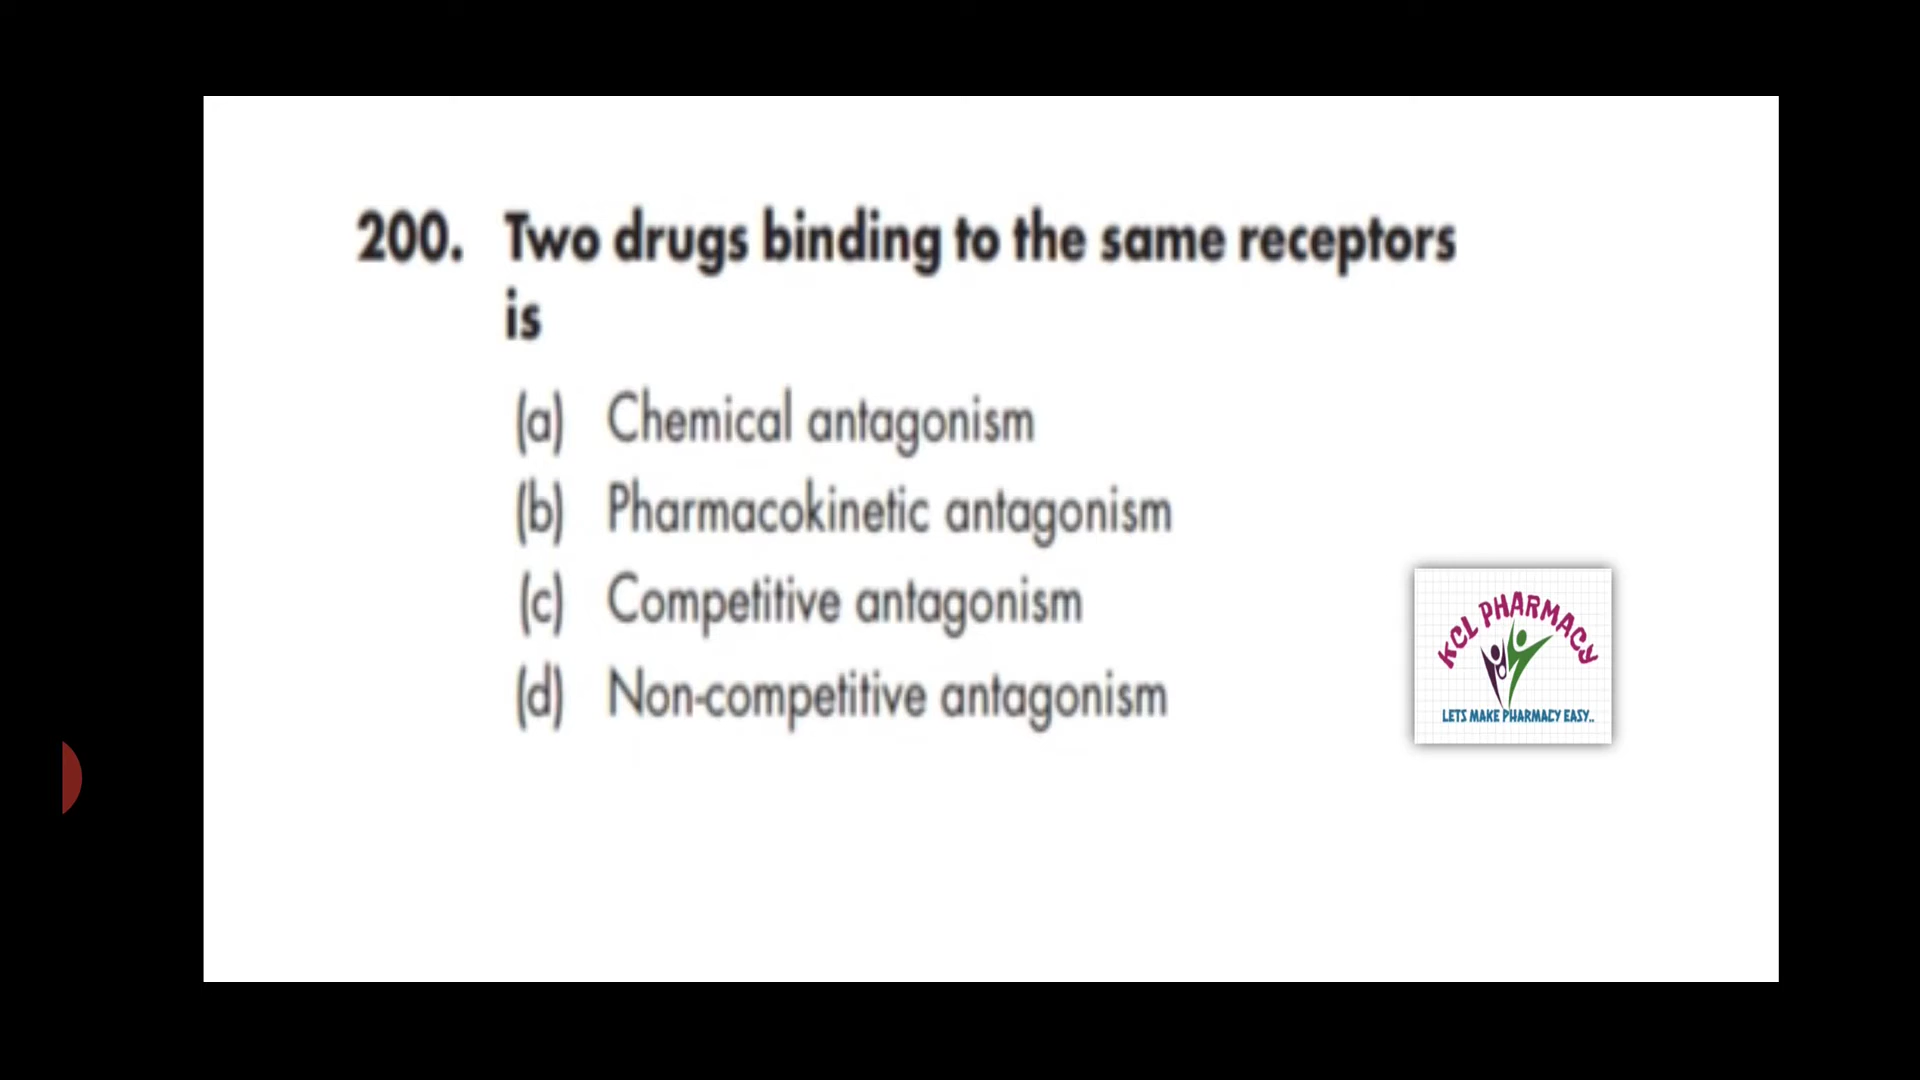 200. Two drugs binding to the same receptors
is
(a) Chemical antagonism
(b) Pharmacokinetic antagonism
(c) Competitive antagonism
(d) Non-competitive antagonism
KCL PHARMACY
LETS MAKE PHARMACY EASY..